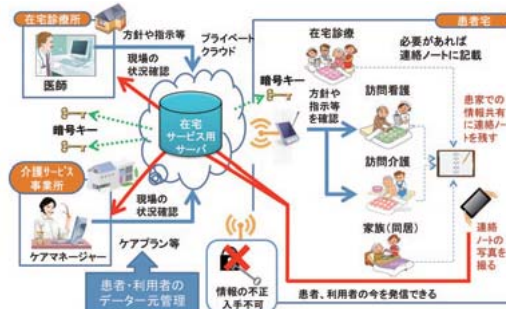 在宅診療所
医師
方針や指示等
プライベート
クラウド
現場の
状況確認
暗号キー
暗号キー
在宅
サービス用
サーバ
介護サービス
事業所
ケアマネージャー
現場の
状況確認
ケアプラン等
患者・利用者の
データ一元管理
患者宅
在宅診療
必要があれば
連絡ノートに記載
方針や
指示等
を確認
訪問看護
訪問介護
家族(同居)
患家での
情報共有
に連絡ノー
トを残す
連絡
ノートの
写真を
撮る
情報の不正
入手不可
患者、利用者の今を発信できる